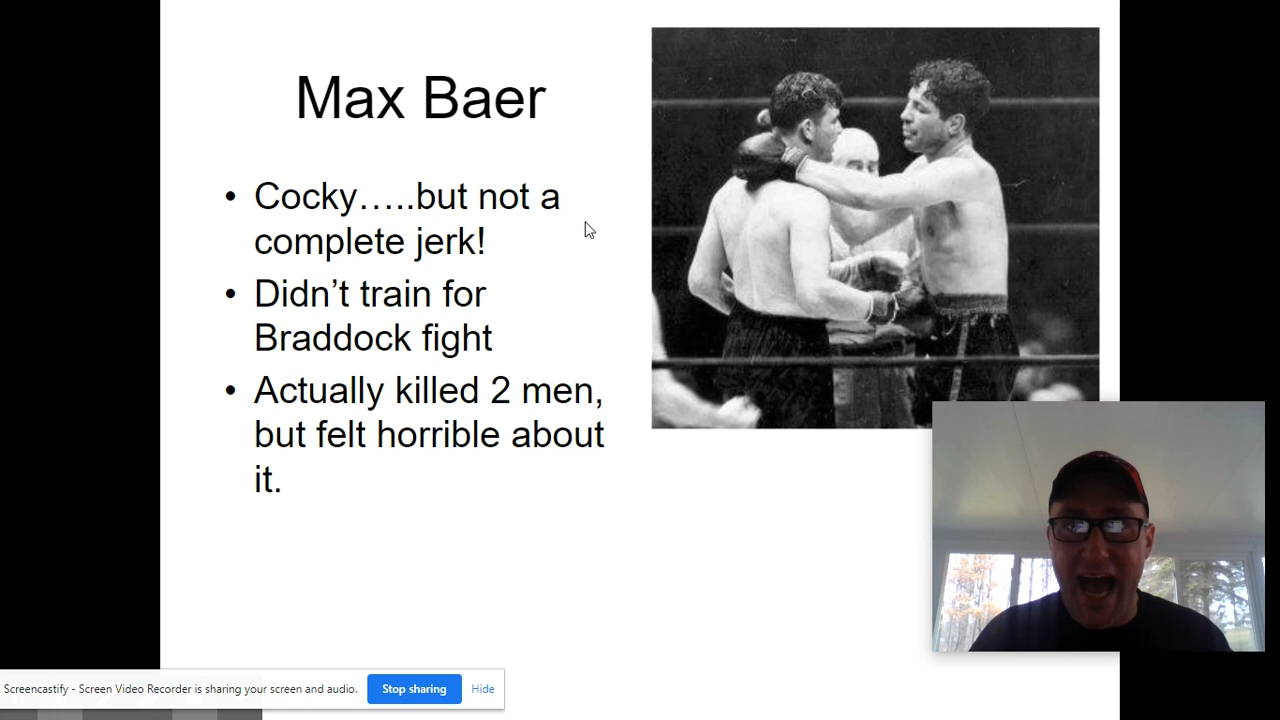 Max Baer
• Cocky…..but not a
complete jerk!
• Didn’t train for
Braddock fight
• Actually killed 2 men,
but felt horrible about
it.
Screencastify - Screen Video Recorder is sharing your screen and audio. Stop sharing Hide